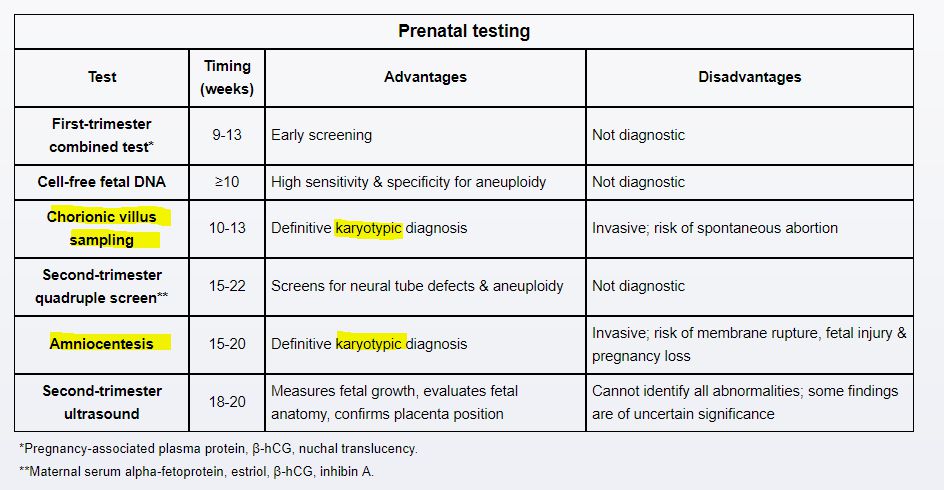 Prenatal testing
Test
Timing
(weeks)
Advantages
Disadvantages
First-trimester
combined test*
9-13
Early screening
Not diagnostic
Cell-free fetal DNA
≥10
High sensitivity & specificity for aneuploidy
Not diagnostic
Chorionic villus
sampling
10-13
Definitive karyotypic diagnosis
Invasive; risk of spontaneous abortion
Second-trimester
quadruple screen**
15-22
Screens for neural tube defects & aneuploidy
Not diagnostic
Amniocentesis
15-20
Definitive karyotypic diagnosis
Invasive; risk of membrane rupture, fetal injury &
pregnancy loss
Second-trimester
ultrasound
18-20
Measures fetal growth, evaluates fetal
anatomy, confirms placenta position
Cannot identify all abnormalities; some findings
are of uncertain significance
*Pregnancy-associated plasma protein, β-hCG, nuchal translucency.
**Maternal serum alpha-fetoprotein, estriol, β-hCG, inhibin A.